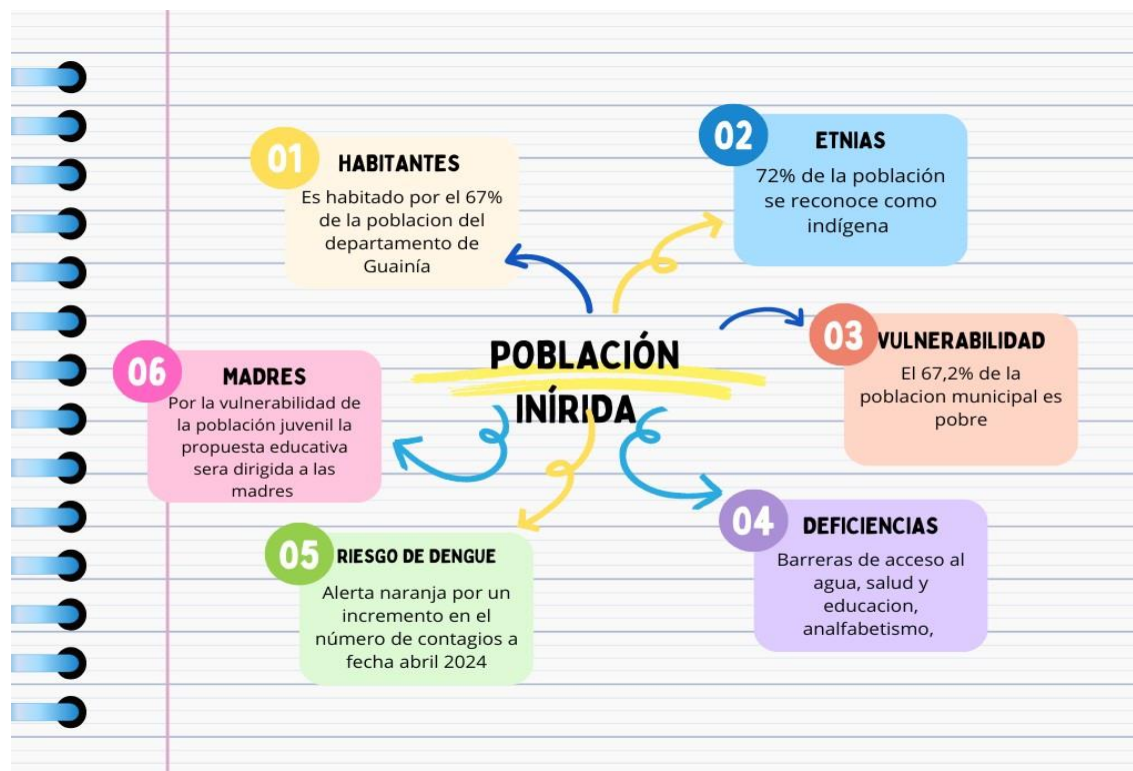 POBLACIÓN
INÍRIDA
01
HABITANTES
Es habitado por el 67%
de la poblacion del
departamento de
Guainía
02
ETNIAS
72% de la población
se reconoce como
indígena
03
VULNERABILIDAD
El 67,2% de la
poblacion municipal es
pobre
04
DEFICIENCIAS
Barreras de acceso al
agua, salud y
educacion,
analfabetismo,
05
RIESGO DE DENGUE
Alerta naranja por un
incremento en el
número de contagios a
fecha abril 2024
06
MADRES
Por la vulnerabilidad de
la población juvenil la
propuesta educativa
sera dirigida a las
madres